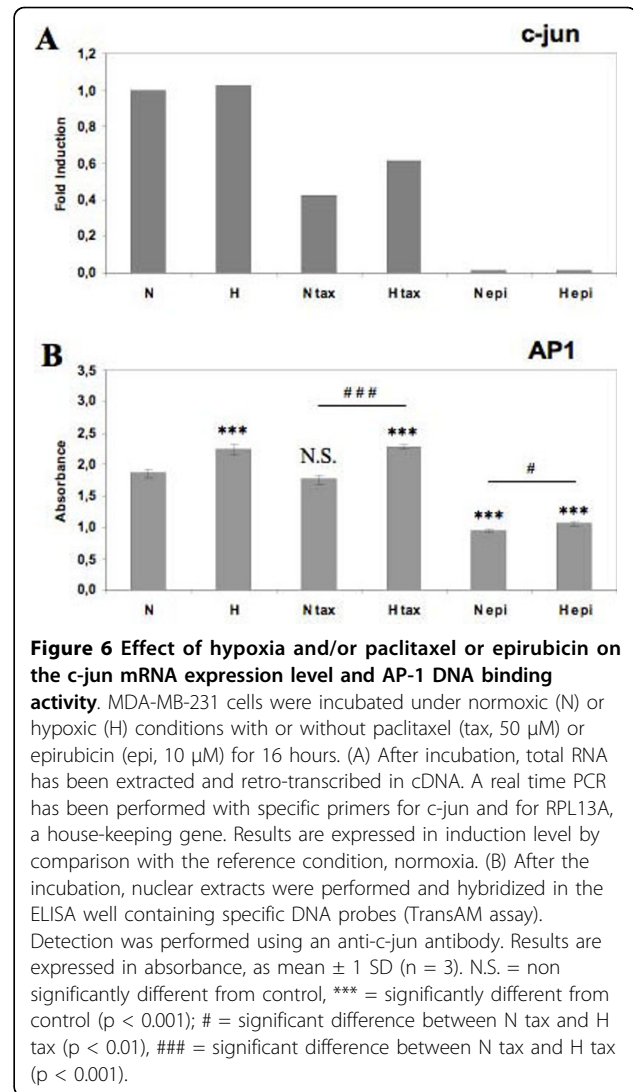 A
c-jun
Fold Induction
1,2
1,0
0,8
0,6
0,4
0,2
0,0
N H N tax H tax N epi H epi
B
AP1
Absorbance
3,5
3,0
2,5
2,0
1,5
1,0
0,5
0,0
###
*** N.S. *** #
*** ***
N H N tax H tax N epi H epi
Figure 6 Effect of hypoxia and/or paclitaxel or epirubicin on
the c-jun mRNA expression level and AP-1 DNA binding
activity. MDA-MB-231 cells were incubated under normoxic (N) or
hypoxic (H) conditions with or without paclitaxel (tax, 50 μM) or
epirubicin (epi, 10 μM) for 16 hours. (A) After incubation, total RNA
has been extracted and retro-transcribed in cDNA. A real time PCR
has been performed with specific primers for c-jun and for RPL13A,
a house-keeping gene. Results are expressed in induction level by
comparison with the reference condition, normoxia. (B) After the
incubation, nuclear extracts were performed and hybridized in the
ELISA well containing specific DNA probes (TransAM assay).
Detection was performed using an anti-c-jun antibody. Results are
expressed in absorbance, as mean ± 1 SD (n = 3). N.S. = non
significantly different from control, *** = significantly different from
control (p < 0.001); # = significant difference between N tax and H
tax (p < 0.01), ### = significant difference between N tax and H tax
(p < 0.001).